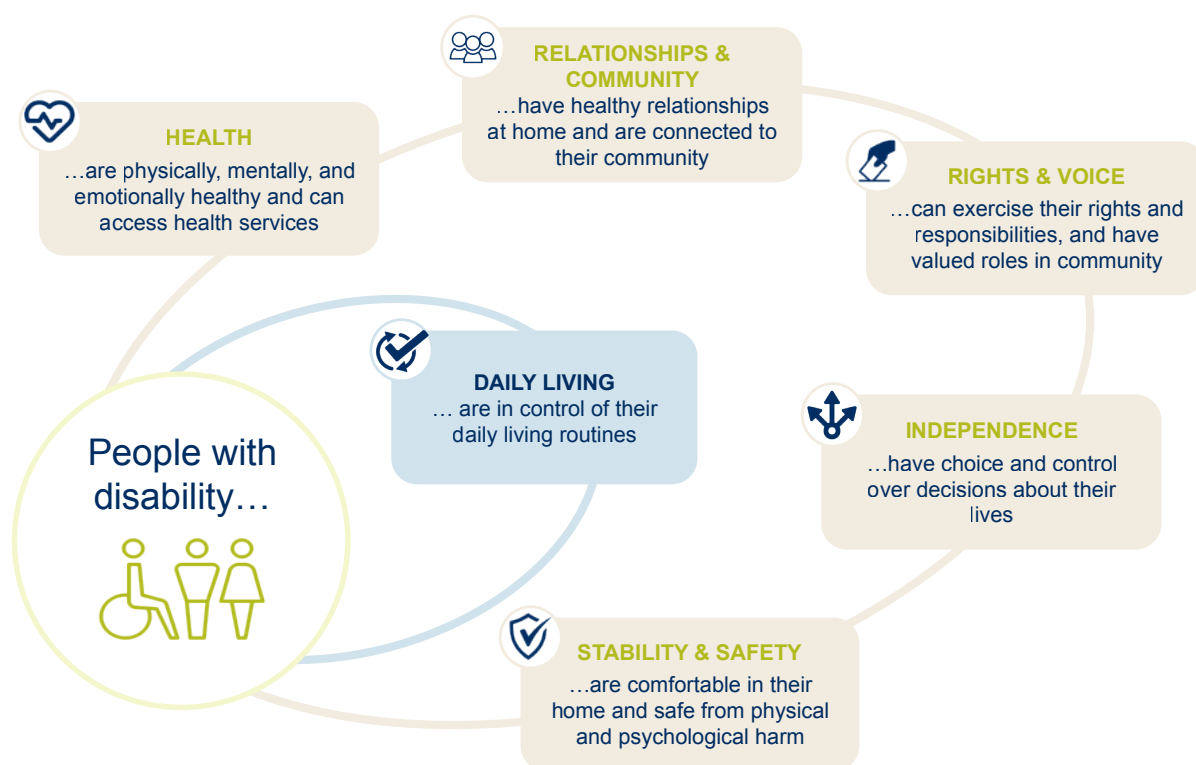 RELATIONSHIPS &
COMMUNITY
…have healthy relationships
at home and are connected to
their community
HEALTH
…are physically, mentally, and
emotionally healthy and can
access health services
RIGHTS & VOICE
…can exercise their rights and
responsibilities, and have
valued roles in community
DAILY LIVING
… are in control of their
daily living routines
INDEPENDENCE
…have choice and control
over decisions about their
lives
People with
disability…
STABILITY & SAFETY
…are comfortable in their
home and safe from physical
and psychological harm